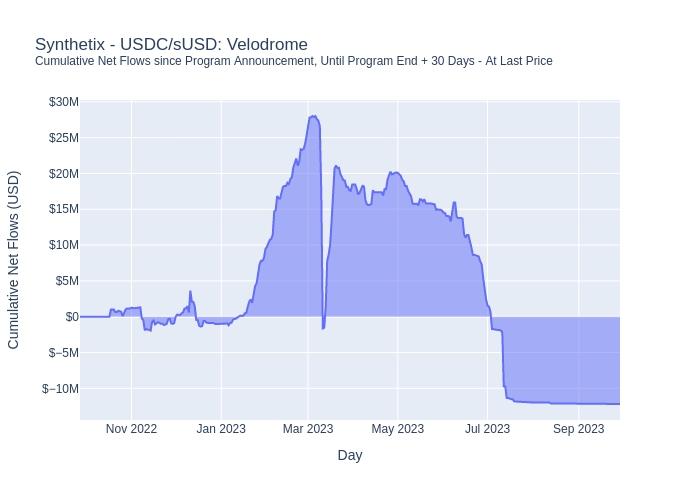 Synthetix - USDC/sUSD: Velodrome
Cumulative Net Flows since Program Announcement, Until Program End + 30 Days - At Last Price
Cumulative Net Flows (USD)
$30M
$25M
$20M
$15M
$10M
$5M
$0
$−5M
$−10M
Nov 2022
Jan 2023
Mar 2023
May 2023
Jul 2023
Sep 2023
Day